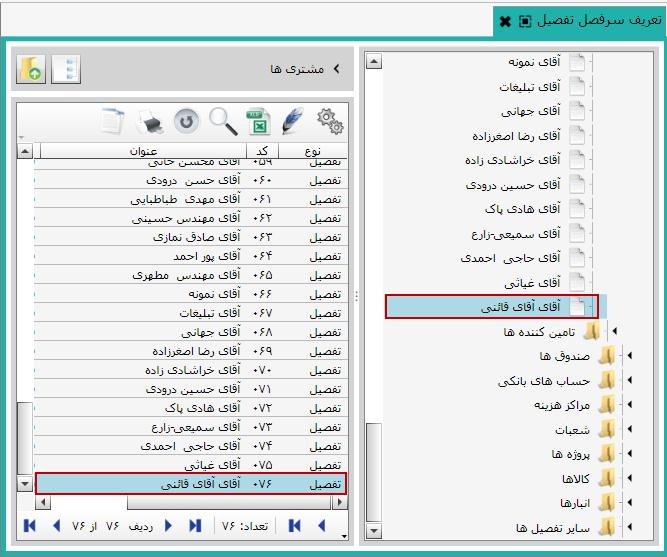 تعریف سرفصل تفصیل
آقای نمونه
آقای تبلیغات
آقای جهانی
آقای رضا اصغرزاده
آقای خراشادی زاده
آقای حسین درودی
آقای هادی پاک
آقای سمیعی-زارع
آقای حاجی احمدی
آقای غیاثی
آقای آقای قائنی
تامین کننده ها
صندوق ها
حساب های بانکی
مراکز هزینه
شعبات
پروژه ها
کالاها
انبارها
سایر تفصیل ها
مشتری ها
نوع کد عنوان
تفصیل ۰۵۹ آقای محسن خانی
تفصیل ۰۶۰ آقای حسن درودی
تفصیل ۰۶۱ آقای مهدی طباطبایی
تفصیل ۰۶۲ آقای مهندس حسینی
تفصیل ۰۶۳ آقای صادق نمازی
تفصیل ۰۶۴ آقای پور احمد
تفصیل ۰۶۵ آقای مهندس مطهری
تفصیل ۰۶۶ آقای نمونه
تفصیل ۰۶۷ آقای تبلیغات
تفصیل ۰۶۸ آقای جهانی
تفصیل ۰۶۹ آقای رضا اصغرزاده
تفصیل ۰۷۰ آقای خراشادی زاده
تفصیل ۰۷۱ آقای حسین درودی
تفصیل ۰۷۲ آقای هادی پاک
تفصیل ۰۷۳ آقای سمیعی-زارع
تفصیل ۰۷۴ آقای حاجی احمدی
تفصیل ۰۷۵ آقای غیاثی
تفصیل ۰۷۶ آقای آقای قائنی
تعداد: ۷۶ ردیف ۷۶ از ۷۶